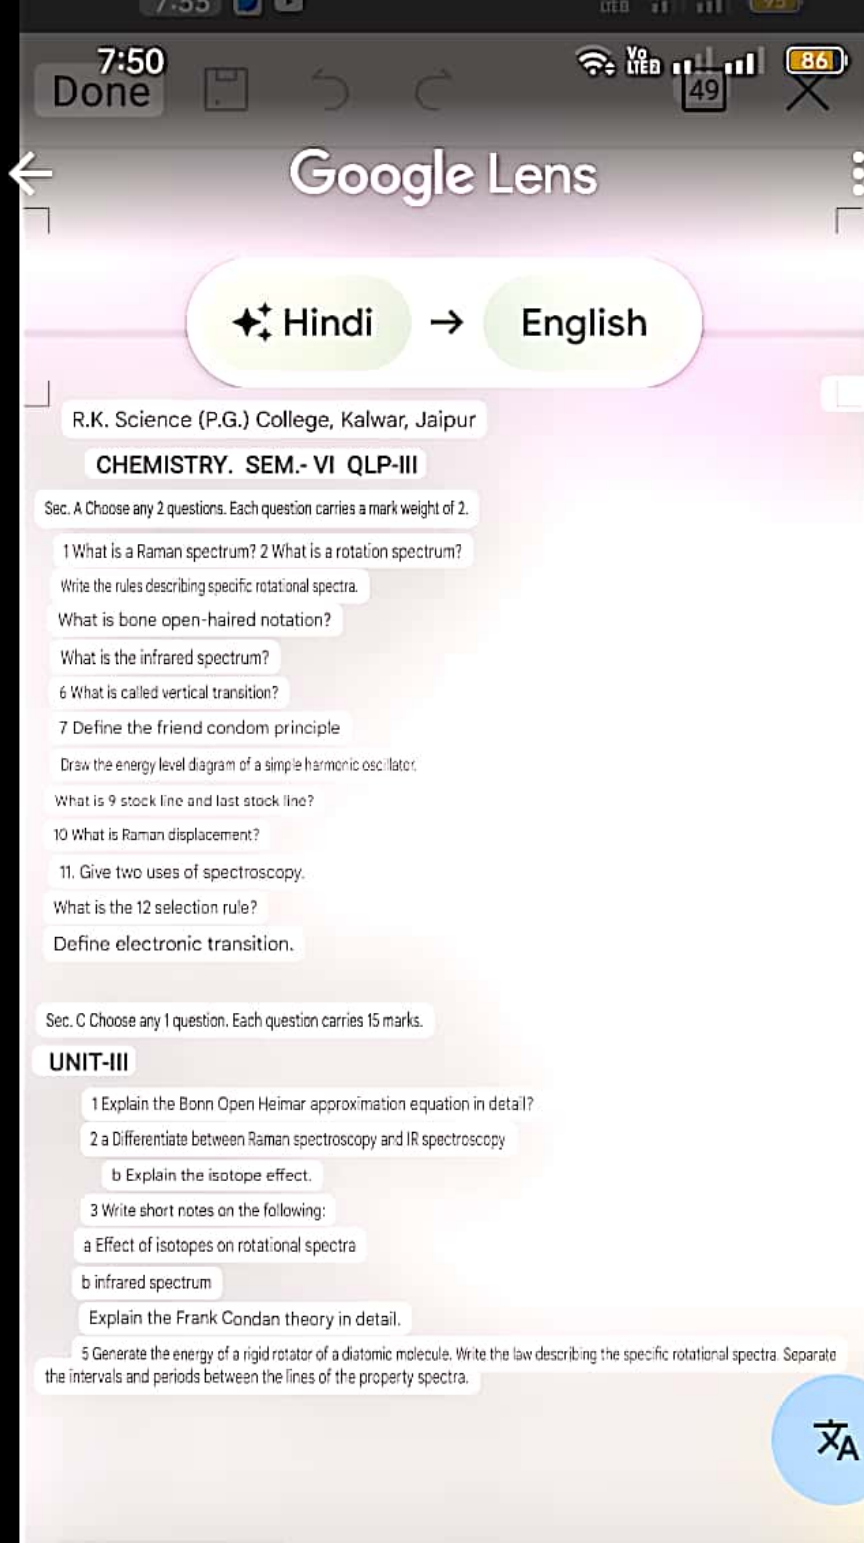 7:55
7:50
Vo
LTED
86
Done
49
Google Lens
Hindi → English
R.K. Science (P.G.) College, Kalwar, Jaipur
CHEMISTRY. SEM.- VI QLP-III
Sec. A Choose any 2 questions. Each question carries a mark weight of 2.
1 What is a Raman spectrum? 2 What is a rotation spectrum?
Write the rules describing specific rotational spectra.
What is bone open-haired notation?
What is the infrared spectrum?
6 What is called vertical transition?
7 Define the friend condom principle
Draw the energy level diagram of a simple harmonic oscillator.
What is 9 stock line and last stock line?
10 What is Raman displacement?
11. Give two uses of spectroscopy.
What is the 12 selection rule?
Define electronic transition.
Sec. C Choose any 1 question. Each question carries 15 marks.
UNIT-III
1 Explain the Bonn Open Heimar approximation equation in detail?
2 a Differentiate between Raman spectroscopy and IR spectroscopy
b Explain the isotope effect.
3 Write short notes on the following:
a Effect of isotopes on rotational spectra
b infrared spectrum
Explain the Frank Condan theory in detail.
5 Generate the energy of a rigid rotator of a diatomic molecule. Write the law describing the specific rotational spectra. Separate
the intervals and periods between the lines of the property spectra.
文A